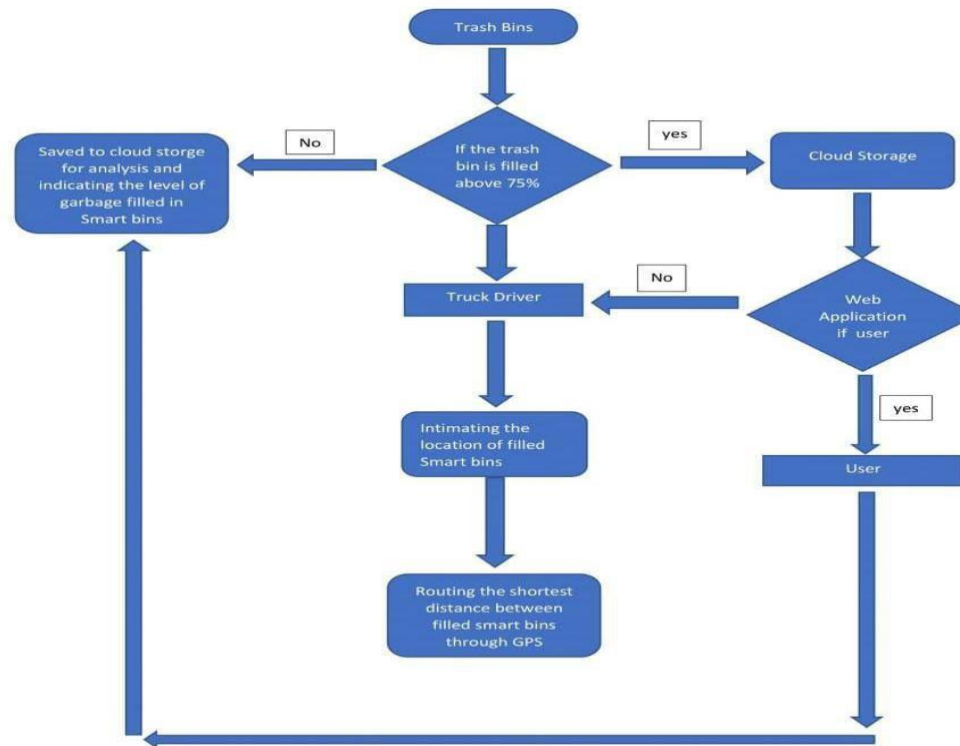 Trash Bins
No
yes
Saved to cloud storge
for analysis and
indicating the level of
garbage filled in
Smart bins
If the trash
bin is filled
above 75%
Cloud Storage
Truck Driver
No
Web
Application
if user
yes
Intimating the
location of filled
Smart bins
User
Routing the shortest
distance between
filled smart bins
through GPS